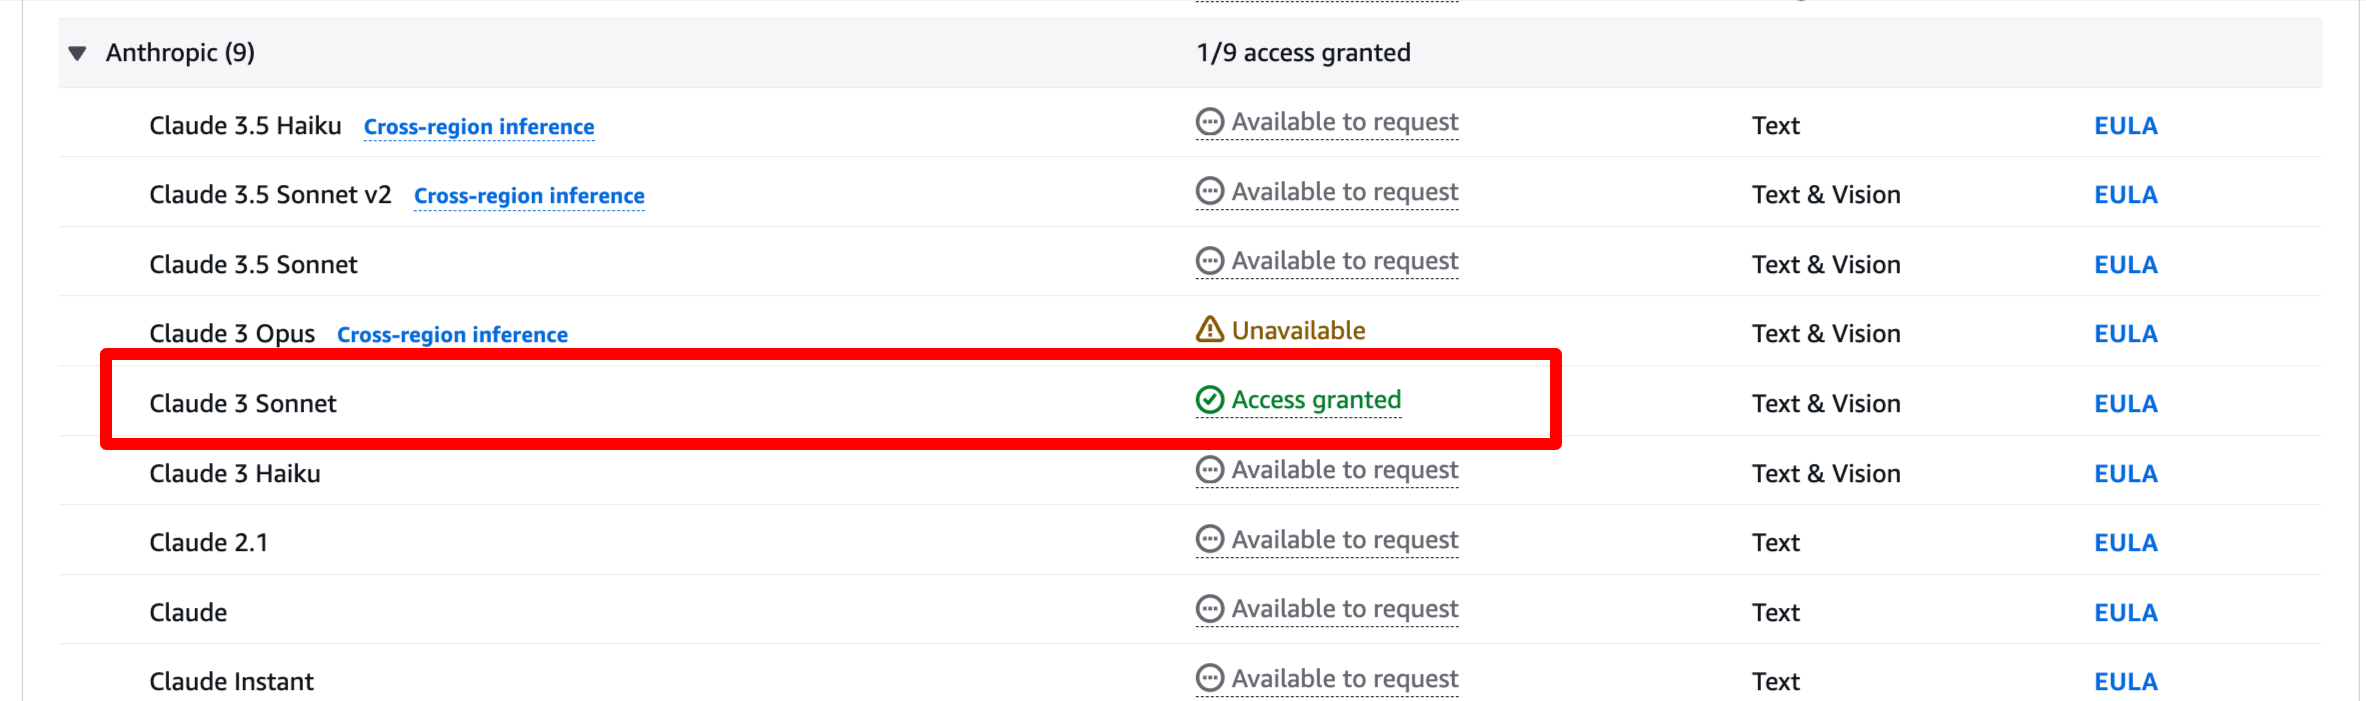 Anthropic (9) 1/9 access granted
Claude 3.5 Haiku Cross-region inference Available to request Text EULA
Claude 3.5 Sonnet v2 Cross-region inference Available to request Text & Vision EULA
Claude 3.5 Sonnet Available to request Text & Vision EULA
Claude 3 Opus Cross-region inference Unavailable Text & Vision EULA
Claude 3 Sonnet Access granted Text & Vision EULA
Claude 3 Haiku Available to request Text & Vision EULA
Claude 2.1 Available to request Text EULA
Claude Available to request Text EULA
Claude Instant Available to request Text EULA